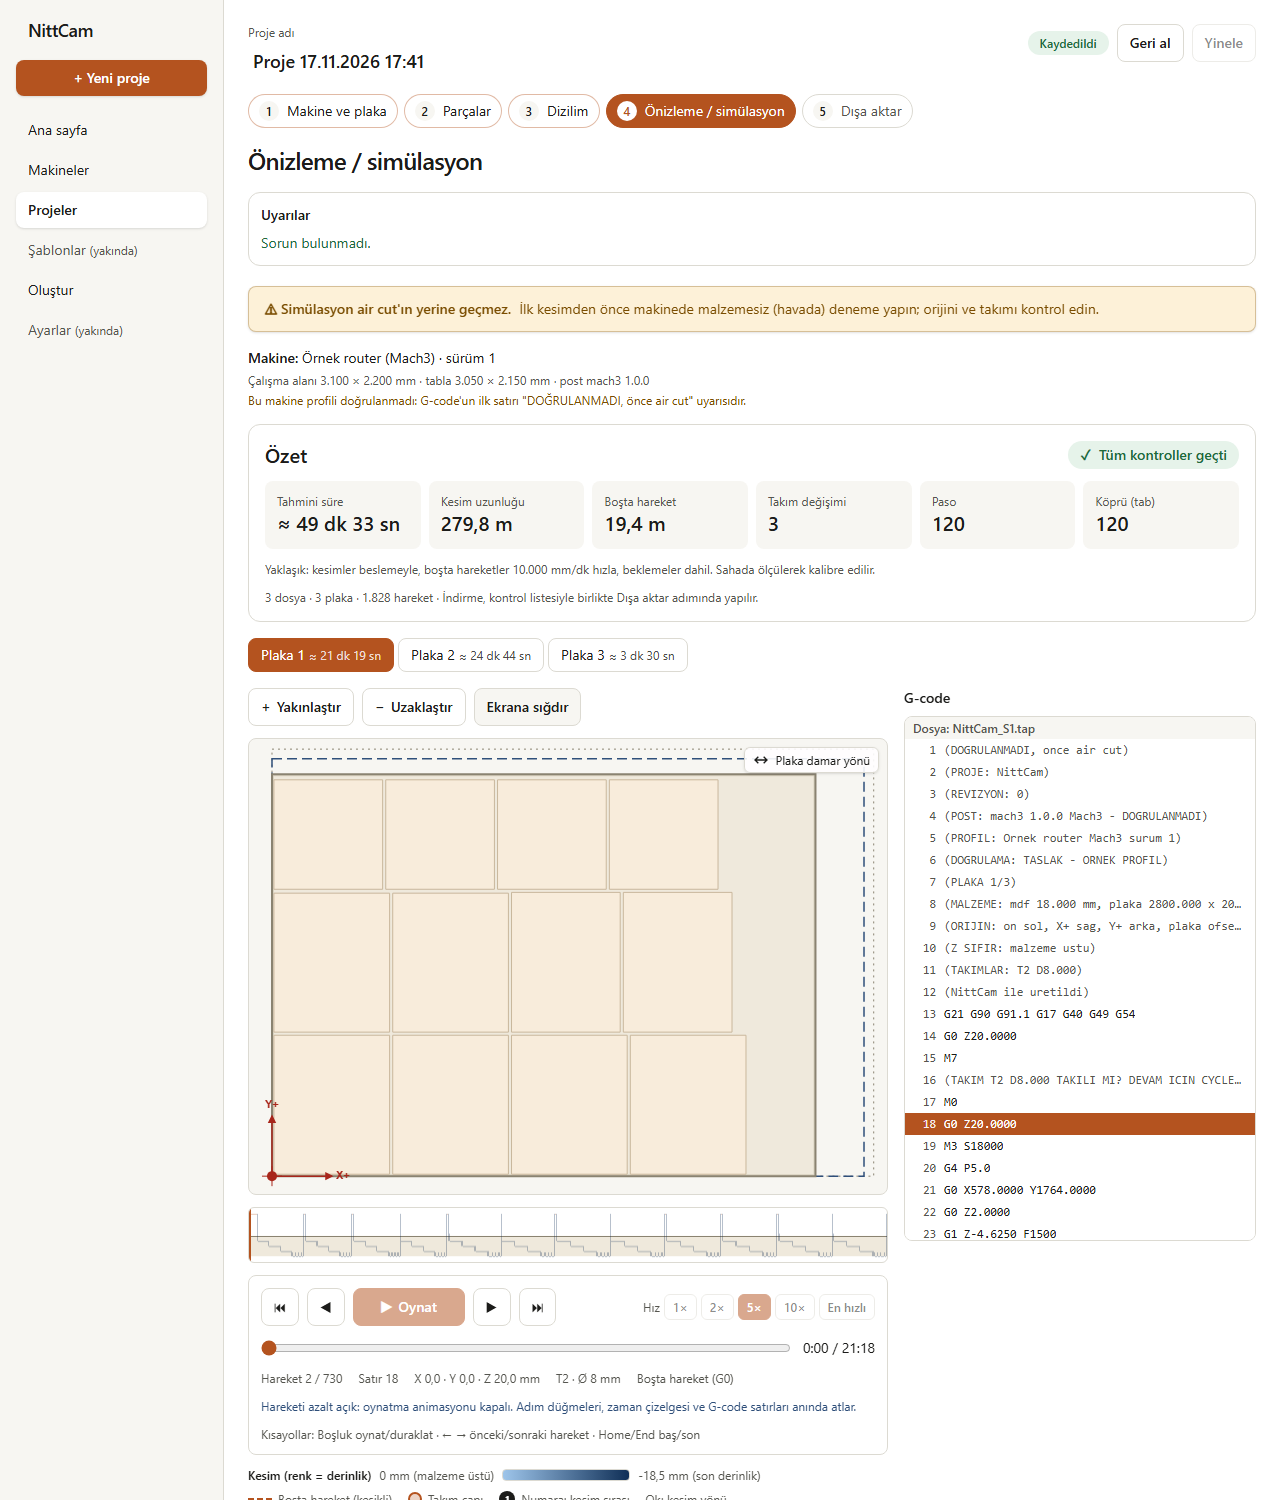 NittCam
+ Yeni proje
Ana sayfa
Makineler
Projeler
Şablonlar (yakında)
Oluştur
Ayarlar (yakında)
Proje adı
Proje 17.11.2026 17:41
Kaydedildi
Geri al
Yinele
1 Makine ve plaka
2 Parçalar
3 Dizilim
4 Önizleme / simülasyon
5 Dışa aktar
Önizleme / simülasyon
Uyarılar
Sorun bulunmadı.
⚠ Simülasyon air cut'ın yerine geçmez. İlk kesimden önce makinede malzemesiz (havada) deneme yapın; orijini ve takımı kontrol edin.
Makine: Örnek router (Mach3) · sürüm 1
Çalışma alanı 3.100 × 2.200 mm · tabla 3.050 × 2.150 mm · post mach3 1.0.0
Bu makine profili doğrulanmadı: G-code'un ilk satırı "DOĞRULANMADI, önce air cut" uyarısıdır.
Özet
✓ Tüm kontroller geçti
Tahmini süre
≈ 49 dk 33 sn
Kesim uzunluğu
279,8 m
Boşta hareket
19,4 m
Takım değişimi
3
Paso
120
Köprü (tab)
120
Yaklaşık: kesimler beslemeyle, boşta hareketler 10.000 mm/dk hızla, beklemeler dahil. Sahada ölçülerek kalibre edilir.
3 dosya · 3 plaka · 1.828 hareket · İndirme, kontrol listesiyle birlikte Dışa aktar adımında yapılır.
Plaka 1 ≈ 21 dk 19 sn
Plaka 2 ≈ 24 dk 44 sn
Plaka 3 ≈ 3 dk 30 sn
+ Yakınlaştır
− Uzaklaştır
Ekrana sığdır
↔ Plaka damar yönü
Y+
X+
G-code
Dosya: NittCam_S1.tap
1 (DOGRULANMADI, once air cut)
2 (PROJE: NittCam)
3 (REVIZYON: 0)
4 (POST: mach3 1.0.0 Mach3 - DOGRULANMADI)
5 (PROFIL: Ornek router Mach3 surum 1)
6 (DOGRULAMA: TASLAK - ORNEK PROFIL)
7 (PLAKA 1/3)
8 (MALZEME: mdf 18.000 mm, plaka 2800.000 x 20…
9 (ORIJIN: on sol, X+ sag, Y+ arka, plaka ofse…
10 (Z SIFIR: malzeme ustu)
11 (TAKIMLAR: T2 D8.000)
12 (NittCam ile uretildi)
13 G21 G90 G91.1 G17 G40 G49 G54
14 G0 Z20.0000
15 M7
16 (TAKIM T2 D8.000 TAKILI MI? DEVAM ICIN CYCLE…
17 M0
18 G0 Z20.0000
19 M3 S18000
20 G4 P5.0
21 G0 X578.0000 Y1764.0000
22 G0 Z2.0000
23 G1 Z-4.6250 F1500
▶ Oynat
Hız 1× 2× 5× 10× En hızlı
0:00 / 21:18
Hareket 2 / 730 Satır 18 X 0,0 · Y 0,0 · Z 20,0 mm T2 · Ø 8 mm Boşta hareket (G0)
Hareketi azalt açık: oynatma animasyonu kapalı. Adım düğmeleri, zaman çizelgesi ve G-code satırları anında atlar.
Kısayollar: Boşluk oynat/duraklat · ← → önceki/sonraki hareket · Home/End baş/son
Kesim (renk = derinlik) 0 mm (malzeme üstü) -18,5 mm (son derinlik)
Boşta hareket (kesikli) Takım çapı 1 Numara: kesim sırası Ok: kesim yönü